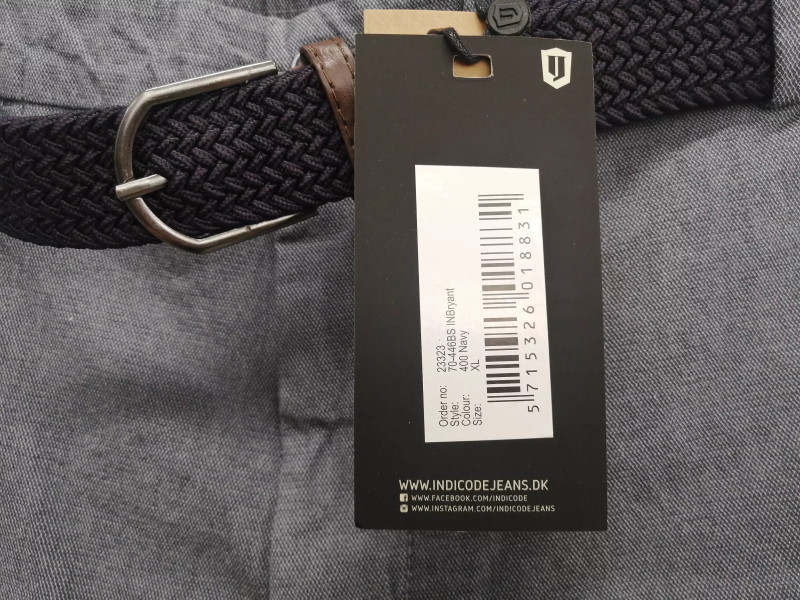 Order no: 23323
Style: 70-446BS INBryant
Colour: 400 Navy
Size: XL
5 715326 018831
WWW.INDICODEJEANS.DK
WWW.FACEBOOK.COM/INDICODE
WWW.INSTAGRAM.COM/INDICODEJEANS